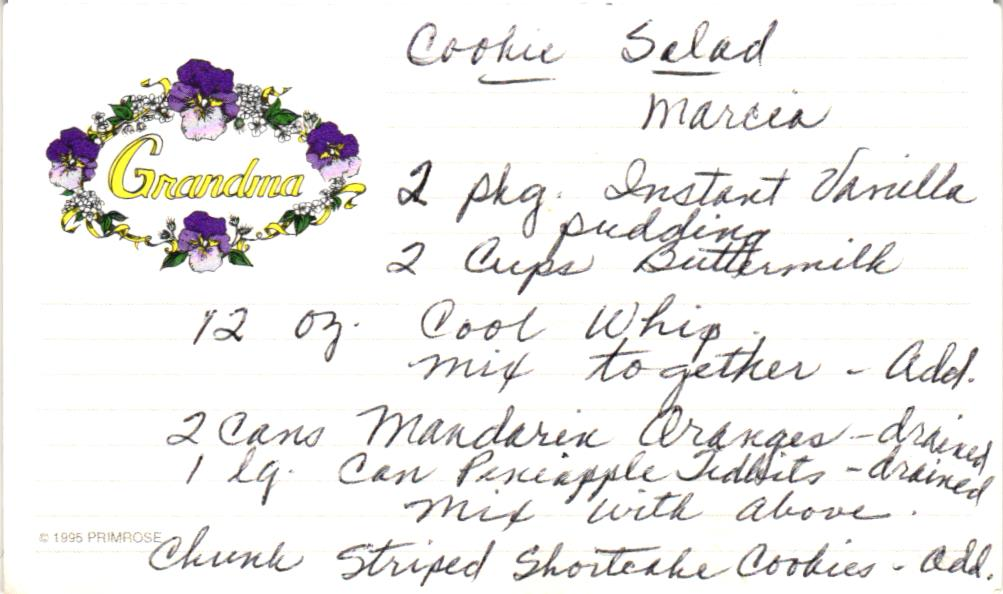 Cookie Salad
Marcia
Grandma
2 pkg. Instant Vanilla
pudding
2 Cups Buttermilk
12 oz. Cool Whip.
mix together - Add.
2 Cans Mandarin Oranges - drained
1 lg. Can Pineapple Tidbits - drained
Mix with above.
© 1995 PRIMROSE
Chunk Striped Shortcake Cookies - add.